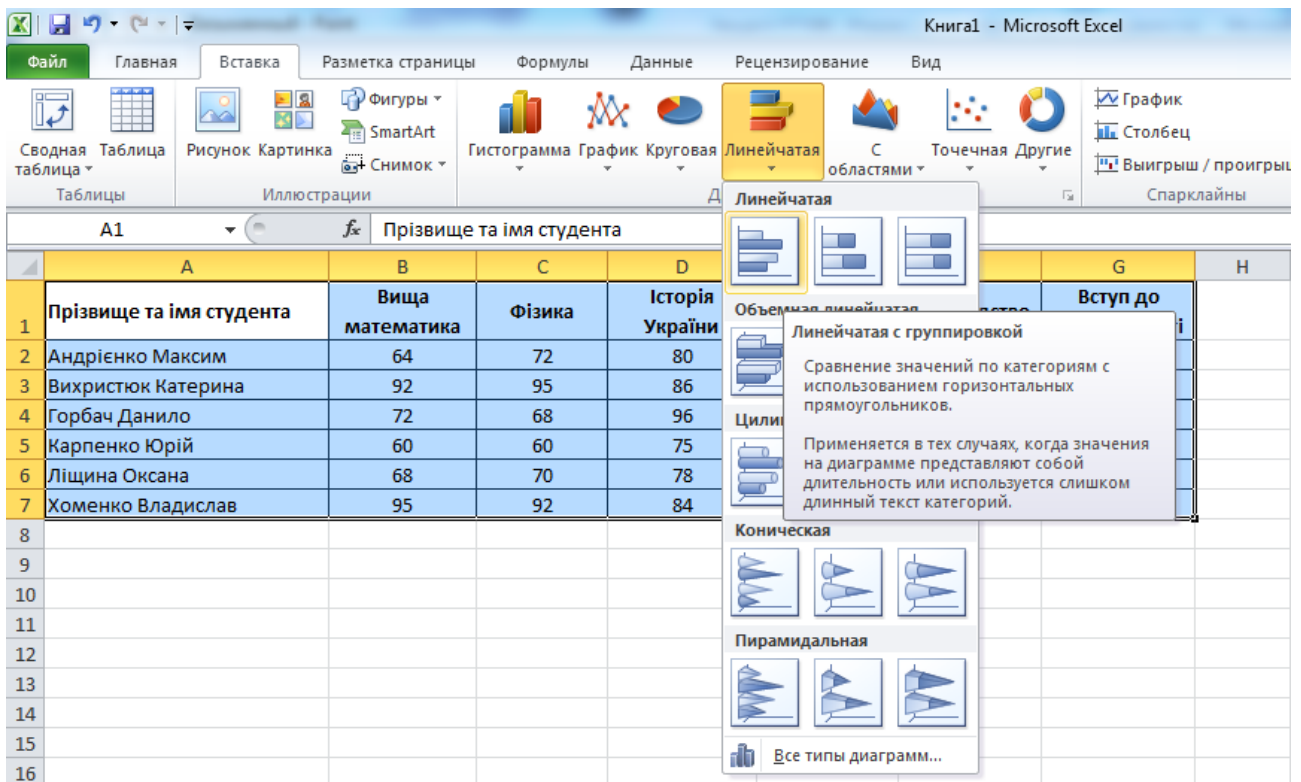 Книга1 - Microsoft Excel
Файл Главная Вставка Разметка страницы Формулы Данные Рецензирование Вид
Фигуры
SmartArt
Снимок
Сводная таблица
Таблица
Рисунок
Картинка
Гистограмма
График
Круговая
Линейчатая
С областями
Точечная
Другие
График
Столбец
Выигрыш / проигрыш
Таблицы
Иллюстрации
Спарклайны
A1
fx
Прізвище та імя студента
A B C D G H
1 Прізвище та імя студента Вища математика Фізика Історія України Вступ до
2 Андрієнко Максим 64 72 80
3 Вихристюк Катерина 92 95 86
4 Горбач Данило 72 68 96
5 Карпенко Юрій 60 60 75
6 Ліщина Оксана 68 70 78
7 Хоменко Владислав 95 92 84
8
9
10
11
12
13
14
15
16
Линейчатая
Объемная линейчатая
Линейчатая с группировкой
Сравнение значений по категориям с
использованием горизонтальных
прямоугольников.
Применяется в тех случаях, когда значения
на диаграмме представляют собой
длительность или используется слишком
длинный текст категорий.
Коническая
Пирамидальная
Все типы диаграмм...